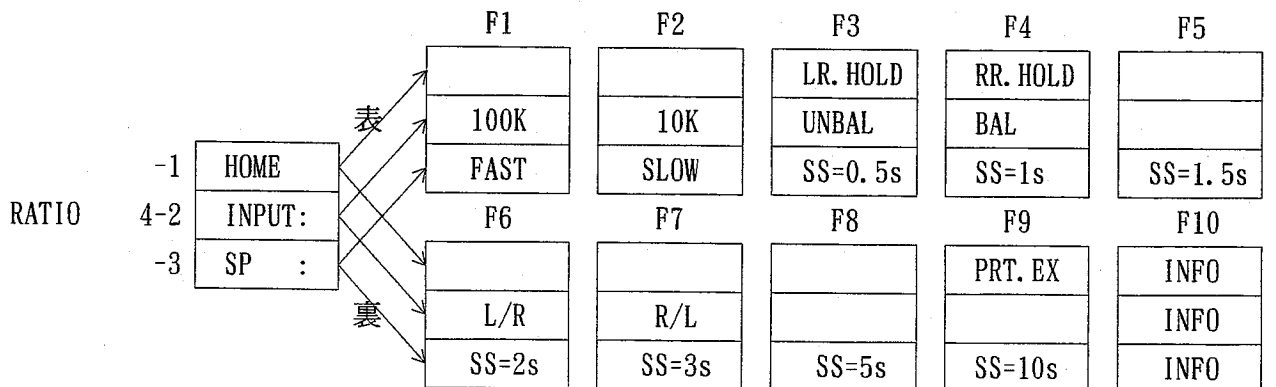 F1 F2 F3 F4 F5
LR. HOLD RR. HOLD
表 100K 10K UNBAL BAL
-1 HOME FAST SLOW SS=0. 5s SS=1s SS=1. 5s
RATIO 4-2 INPUT: F6 F7 F8 F9 F10
-3 SP : PRT. EX INFO
裏 L/R R/L INFO
SS=2s SS=3s SS=5s SS=10s INFO